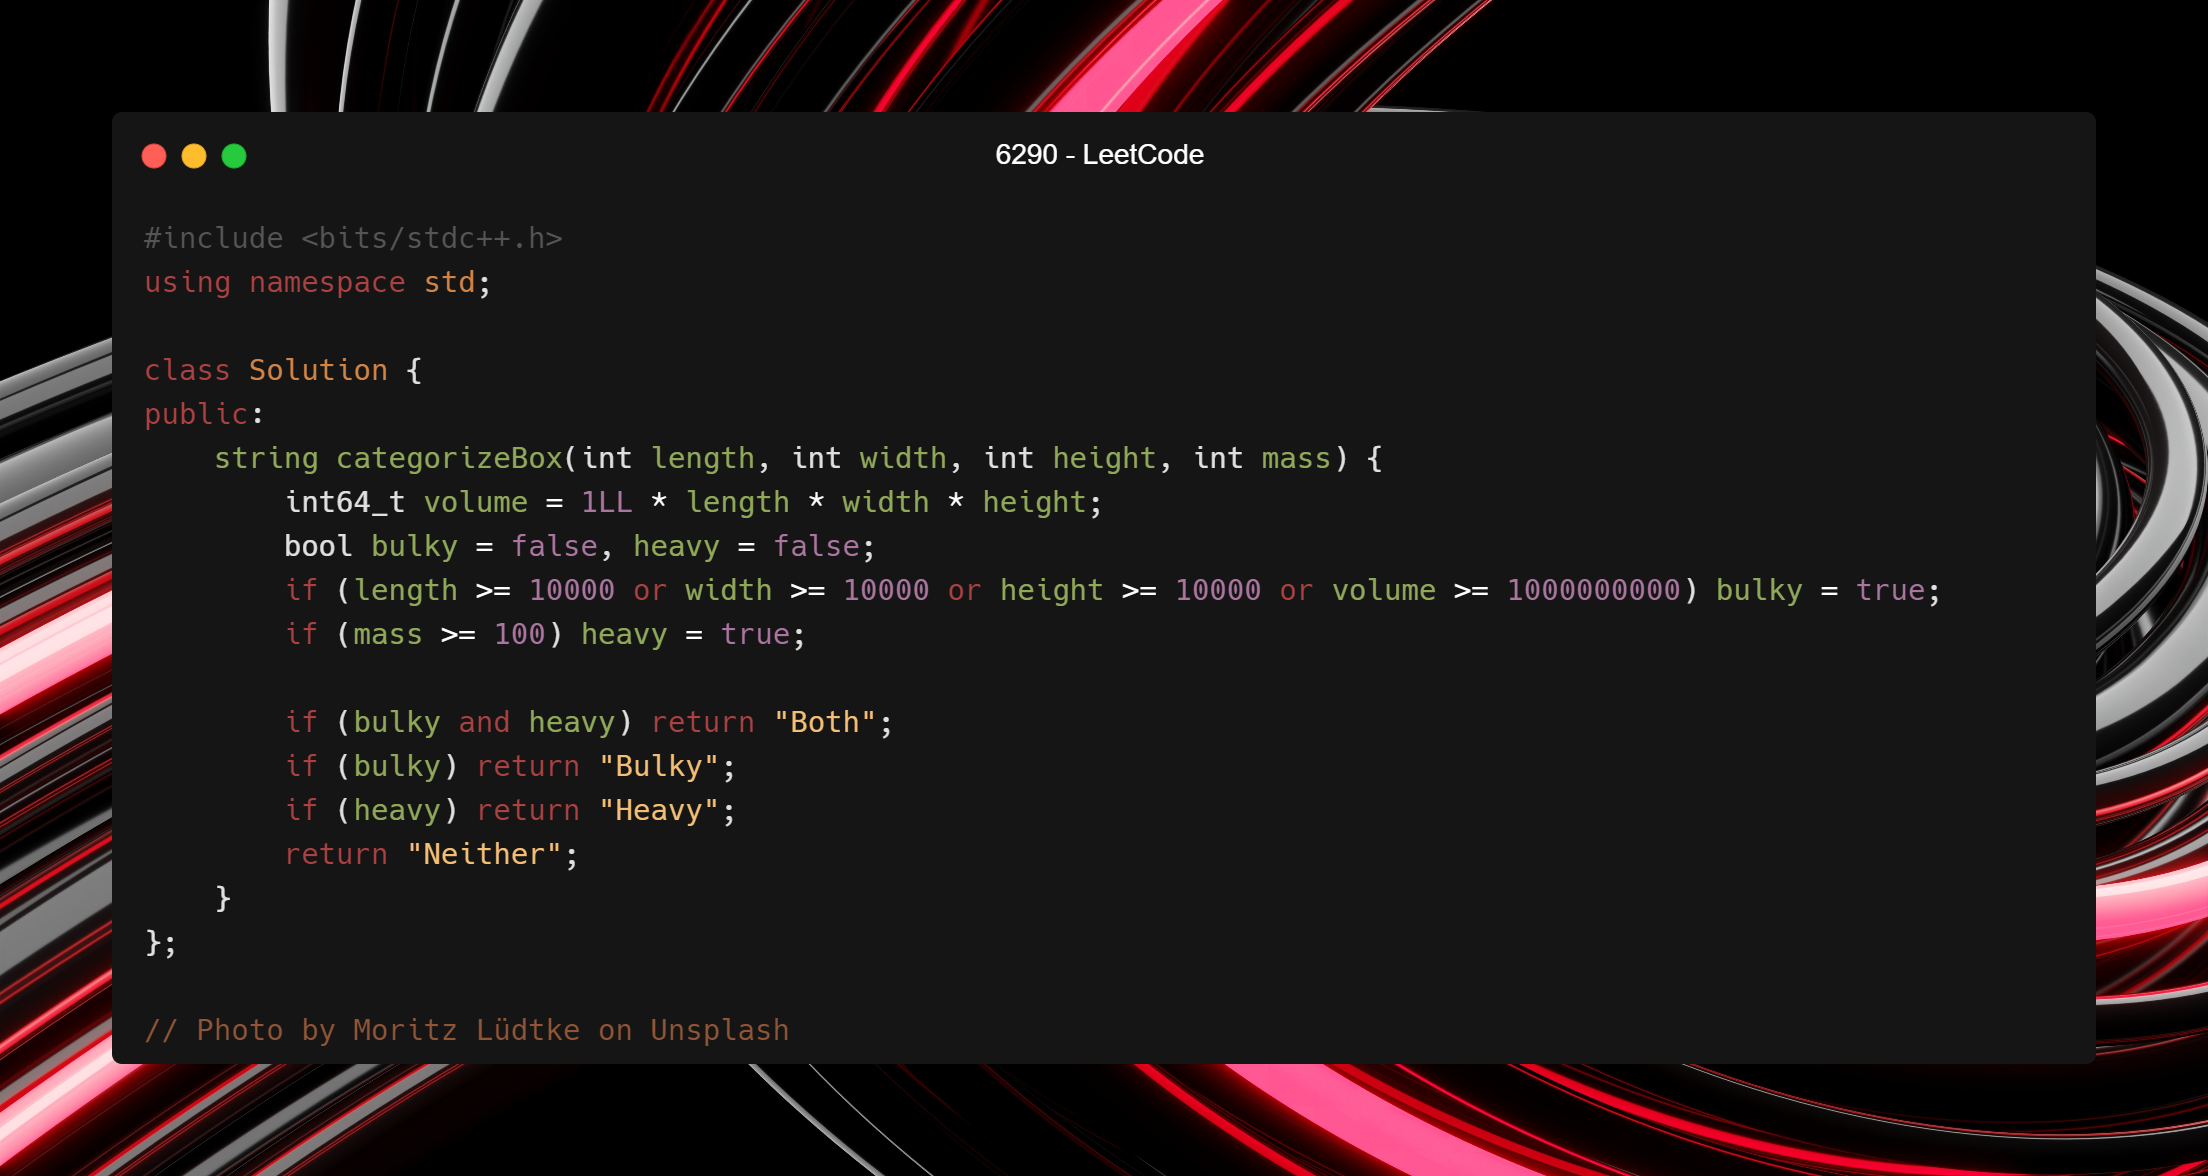 6290 - LeetCode
#include <bits/stdc++.h>
using namespace std;
class Solution {
public:
    string categorizeBox(int length, int width, int height, int mass) {
        int64_t volume = 1LL * length * width * height;
        bool bulky = false, heavy = false;
        if (length >= 10000 or width >= 10000 or height >= 10000 or volume >= 1000000000) bulky = true;
        if (mass >= 100) heavy = true;
        if (bulky and heavy) return "Both";
        if (bulky) return "Bulky";
        if (heavy) return "Heavy";
        return "Neither";
    }
};
// Photo by Moritz Lüdtke on Unsplash